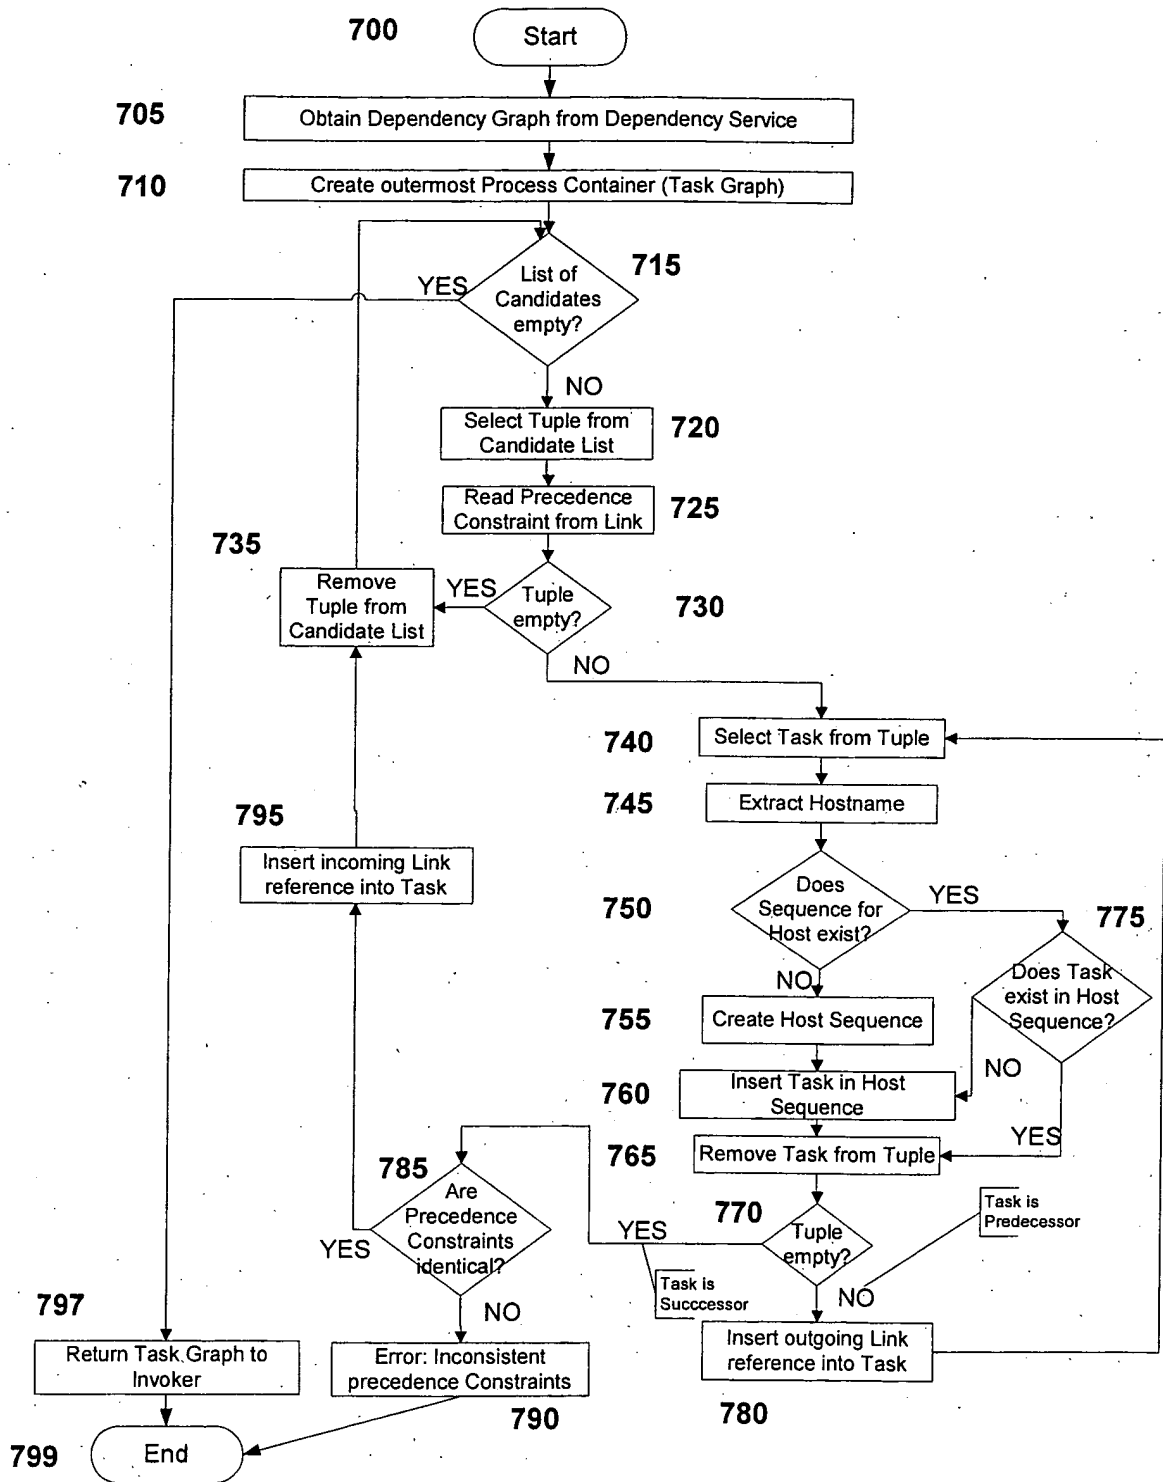 700
Start
705
Obtain Dependency Graph from Dependency Service
710
Create outermost Process Container (Task Graph)
715
List of
Candidates
empty?
YES
NO
Select Tuple from
Candidate List
720
Read Precedence
Constraint from Link
725
735
Remove
Tuple from
Candidate List
YES
Tuple
empty?
730
NO
740
Select Task from Tuple
745
Extract Hostname
795
Insert incoming Link
reference into Task
750
Does
Sequence for
Host exist?
YES
775
NO
Does Task
exist in Host
Sequence?
755
Create Host Sequence
NO
760
Insert Task in Host
Sequence
YES
765
Remove Task from Tuple
785
Are
Precedence
Constraints
identical?
YES
NO
770
Tuple
empty?
YES
NO
Task is
Predecessor
Task is
Succcessor
797
Return Task Graph to
Invoker
Error: Inconsistent
precedence Constraints
790
Insert outgoing Link
reference into Task
780
799
End